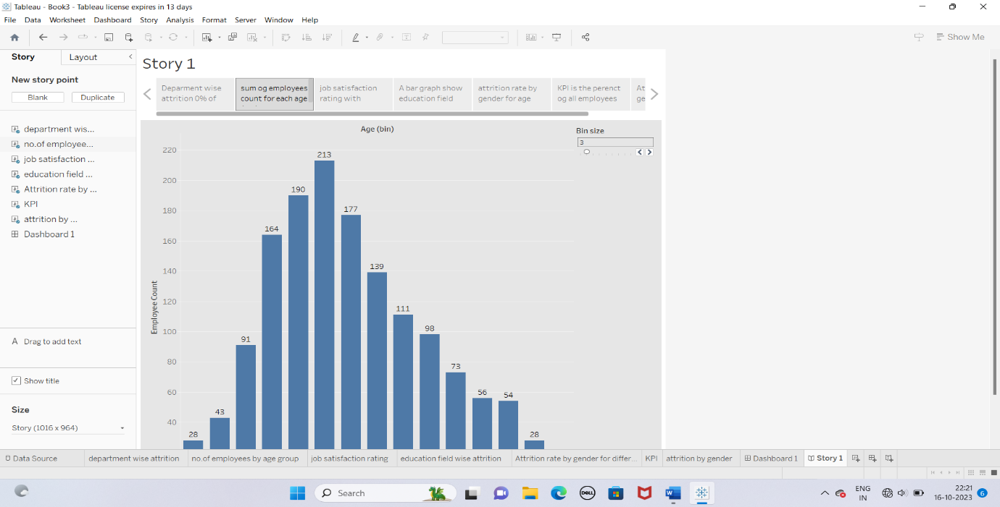 Tableau - Book3 - Tableau license expires in 13 days
File Data Worksheet Dashboard Story Analysis Format Server Window Help
Show Me
Story Layout
New story point
Blank Duplicate
department wis...
no.of employee...
job satisfaction ...
education field ...
Attrition rate by ...
KPI
attrition by ...
Dashboard 1
A Drag to add text
Show title
Size
Story (1016 x 964)
Story 1
Deparment wise
attrition 0% of
sum og employees
count for each age
job satisfaction
rating with
A bar graph show
education field
attrition rate by
gender for age
KPI is the perenct
og all employees
At
ge
Age (bin)
Bin size
3
Employee Count
220
200
180
160
140
120
100
80
60
40
28
43
91
164
190
213
177
139
111
98
73
56
54
28
Data Source department wise attrition no.of employees by age group job satisfaction rating education field wise attrition Attrition rate by gender for differ... KPI attrition by gender Dashboard 1 Story 1
Search
DELL
W
ENG
IN
22:21
16-10-2023
6